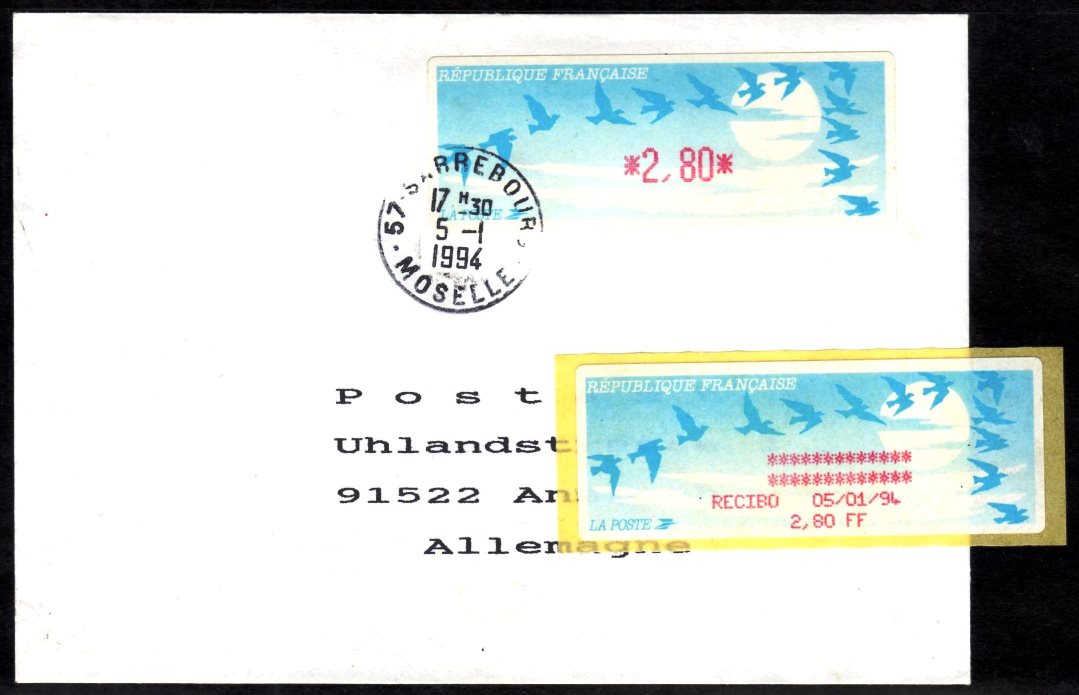 RÉPUBLIQUE FRANÇAISE
*2,80*
LA POSTE
57 - SARREBOURG
17 H 30
5 - 1
1994
MOSELLE
P o s t
Uhlandst
91522 An
Allemagne
RÉPUBLIQUE FRANÇAISE
*************
*************
RECIBO 05/01/94
2,80 FF
LA POSTE